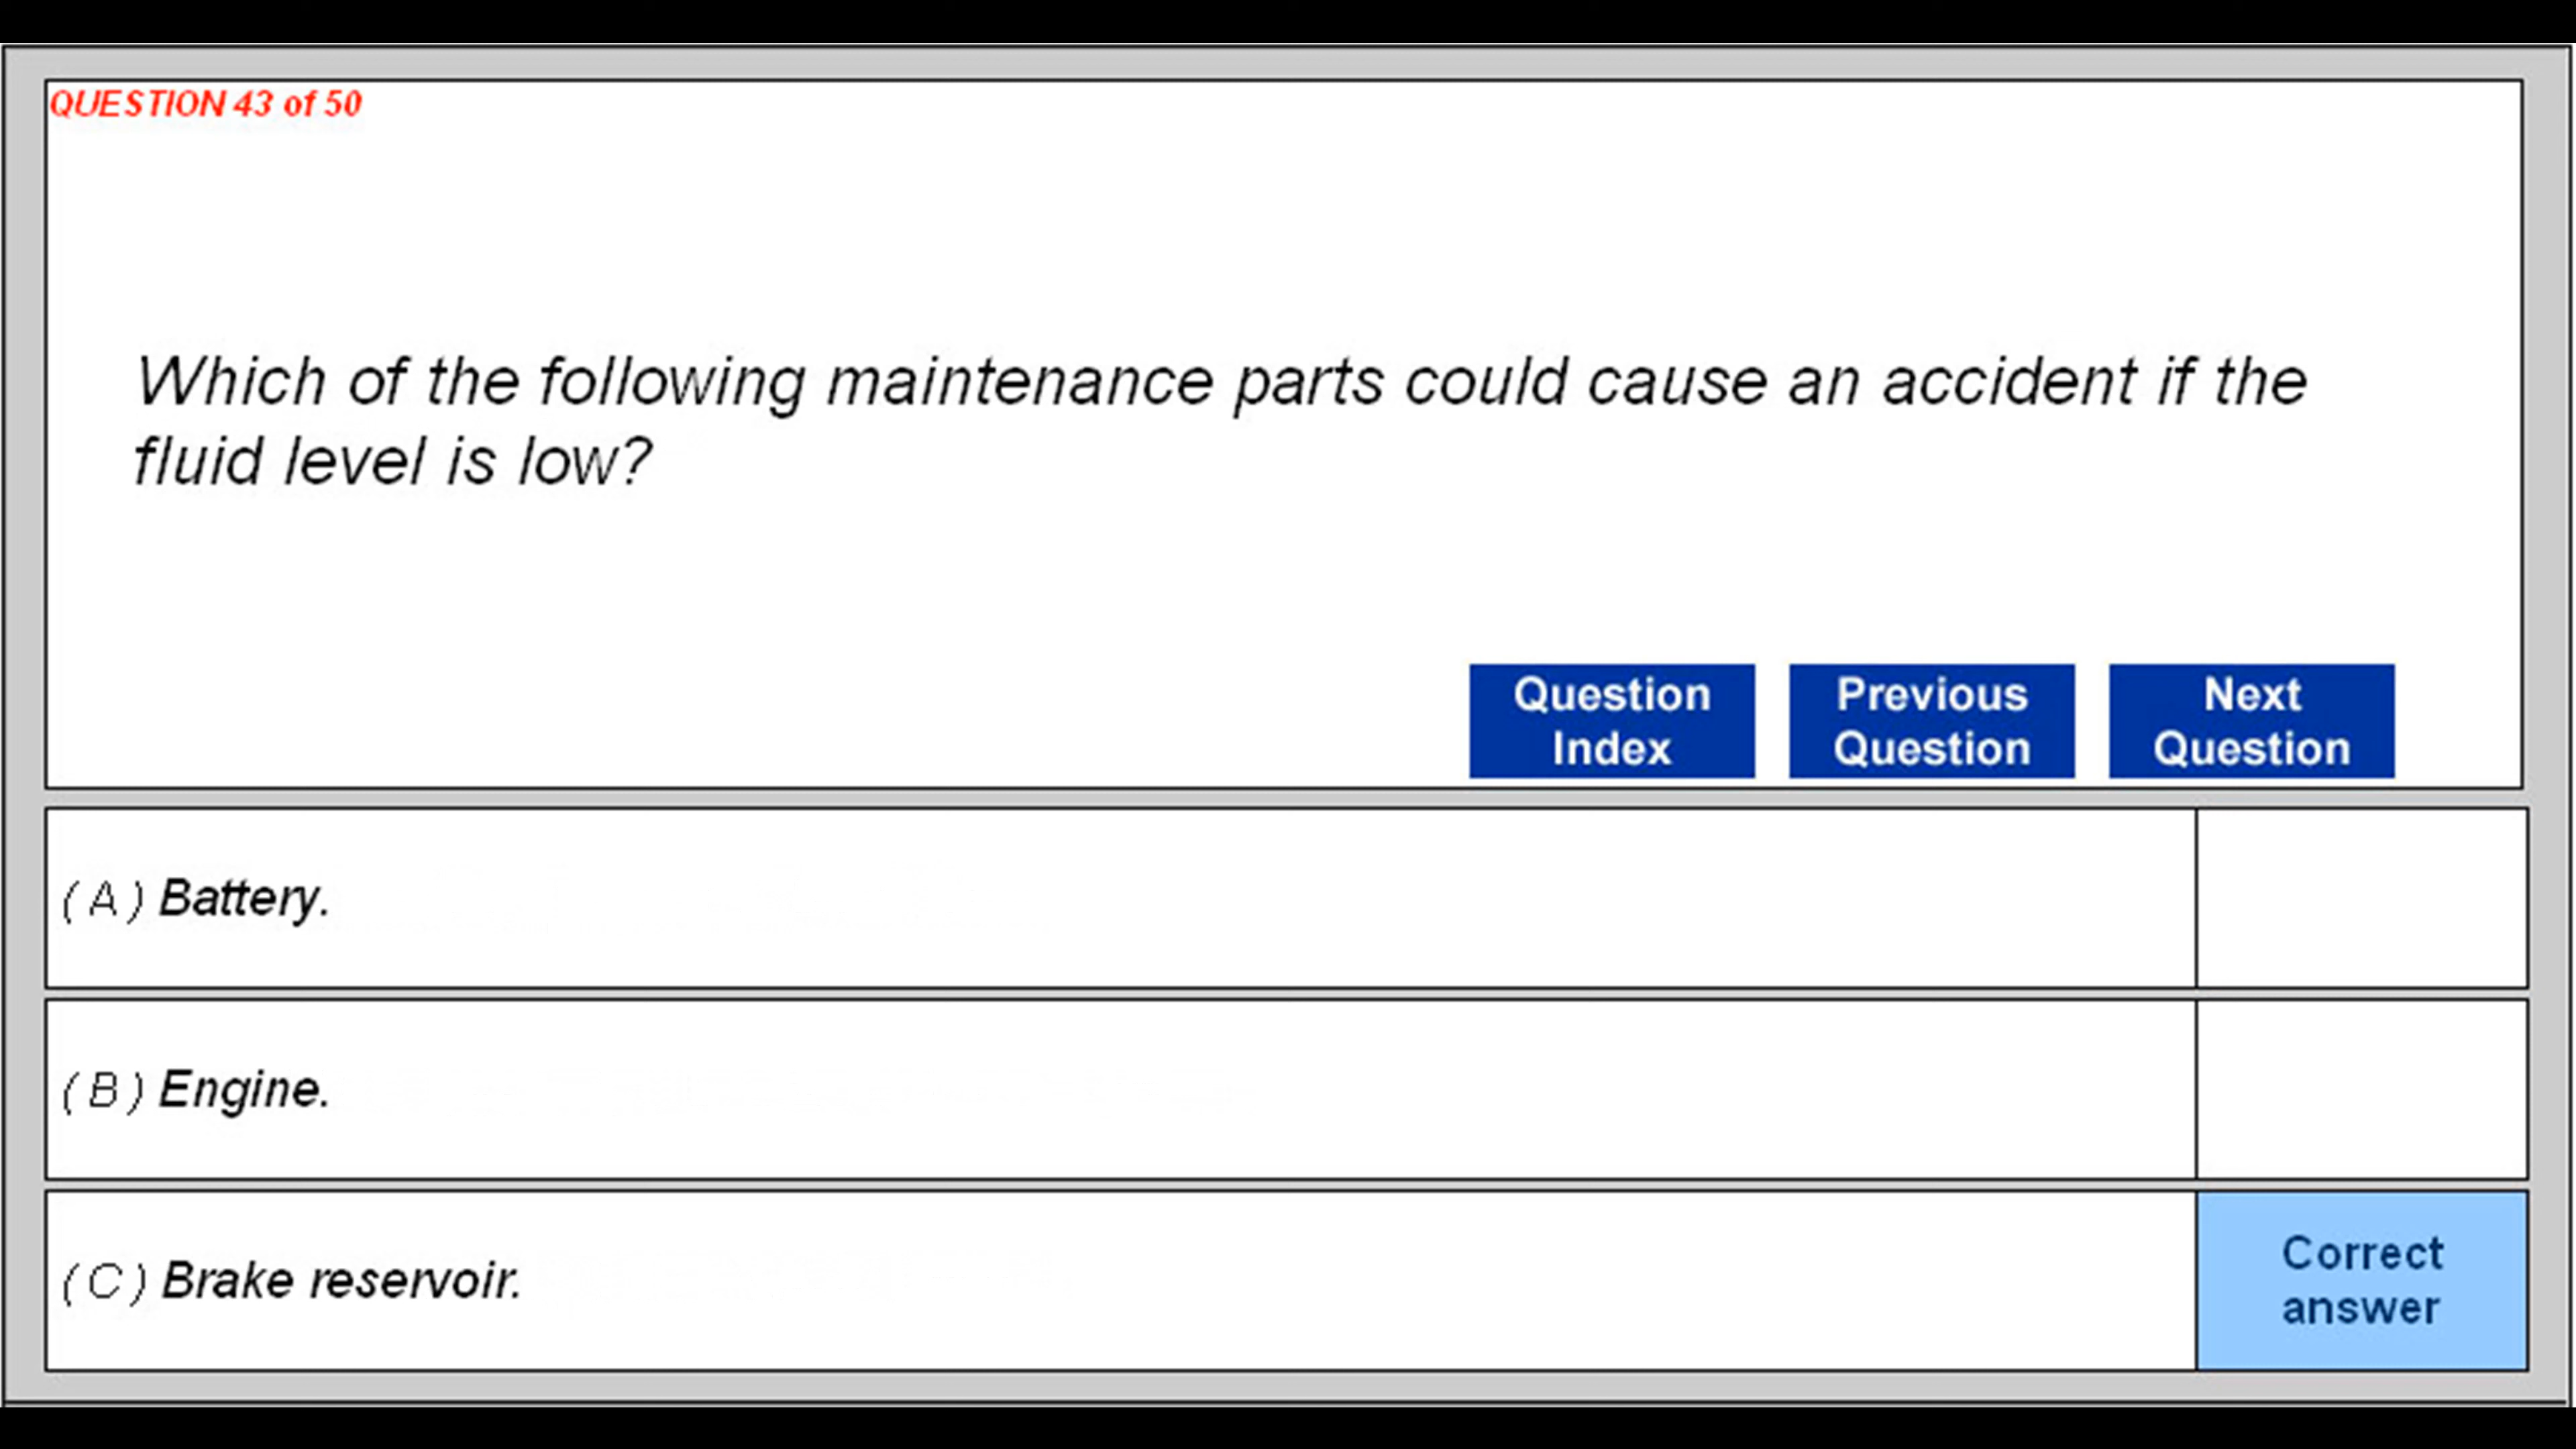 QUESTION 43 of 50
Which of the following maintenance parts could cause an accident if the
fluid level is low?
Question
Index
Previous
Question
Next
Question
(A) Battery.
(B) Engine.
(C) Brake reservoir.
Correct
answer